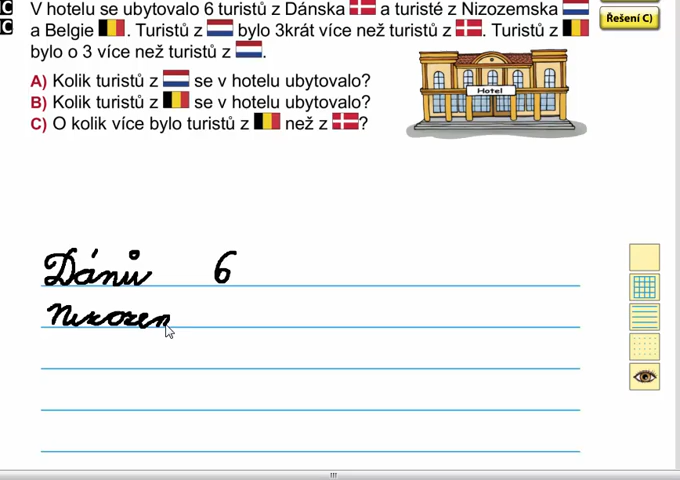 V hotelu se ubytovalo 6 turistů z Dánska a turisté z Nizozemska
a Belgie . Turistů z bylo 3krát více než turistů z . Turistů z
bylo o 3 více než turistů z .
A) Kolik turistů z se v hotelu ubytovalo?
B) Kolik turistů z se v hotelu ubytovalo?
C) O kolik více bylo turistů z než z ?
Řešení C)
Hotel
Dánů 6
Nizozem